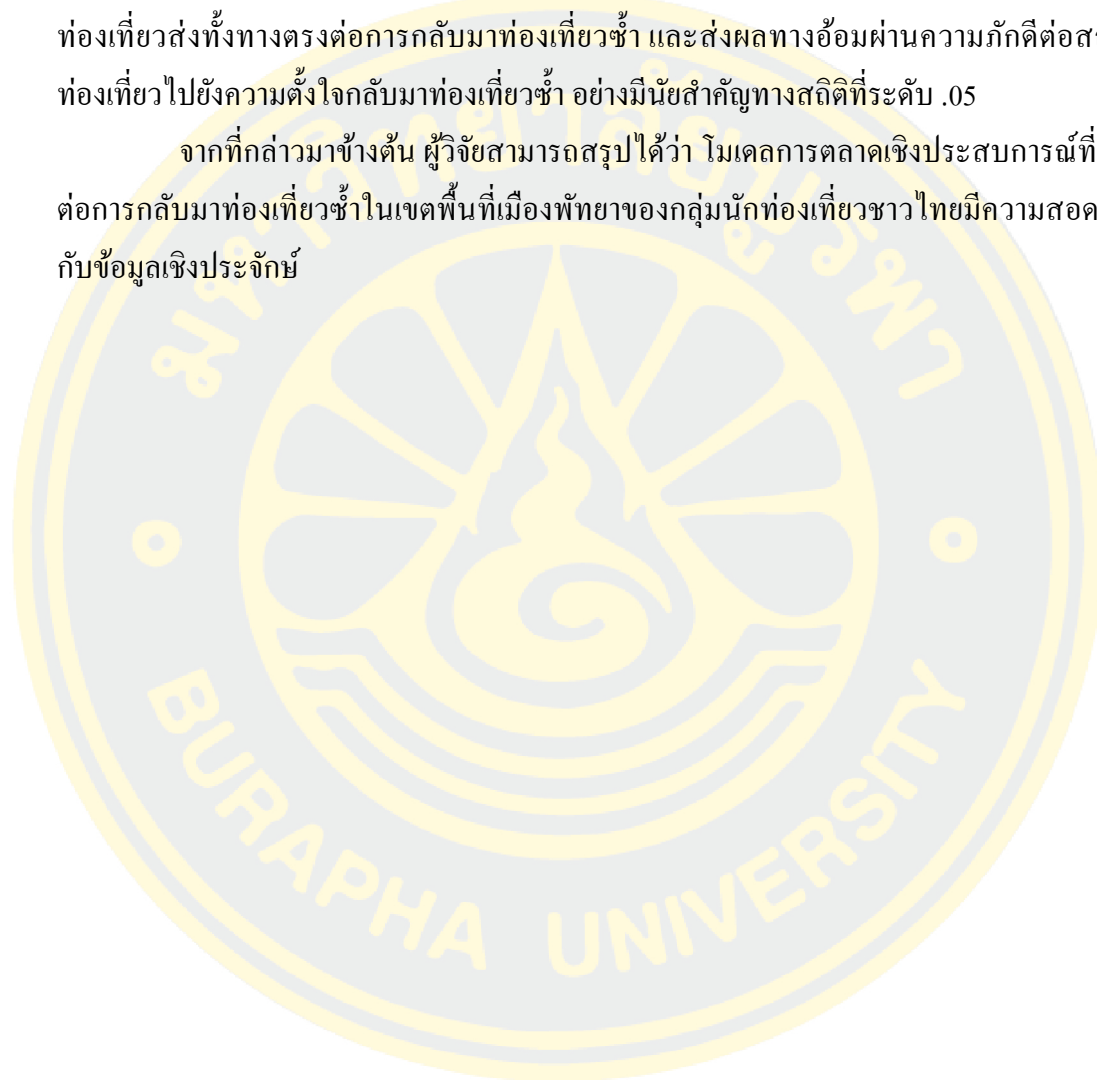 ท่องเที่ยวส่งทั้งทางตรงต่อการกลับมาท่องเที่ยวซ้ำ และส่งผลทางอ้อมผ่านความภักดีต่อ
ท่องเที่ยวไปยังความตั้งใจกลับมาท่องเที่ยวซ้ำ อย่างมีนัยสำคัญทางสถิติที่ระดับ .05
จากที่กล่าวมาข้างต้น ผู้วิจัยสามารถสรุปได้ว่า โมเดลการตลาดเชิงประสบการณ์ที่
ต่อการกลับมาท่องเที่ยวซ้ำในเขตพื้นที่เมืองพัทยาของกลุ่มนักท่องเที่ยวชาวไทยมีความสอด
กับข้อมูลเชิงประจักษ์
มหาวิทยาลัยบูรพา
BURAPHA UNIVERSITY